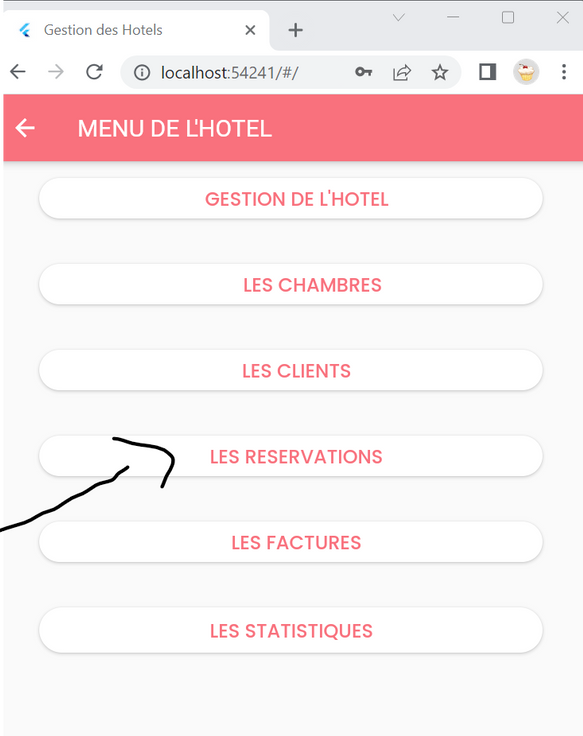 Gestion des Hotels
localhost:54241/#/
MENU DE L'HOTEL
GESTION DE L'HOTEL
LES CHAMBRES
LES CLIENTS
LES RESERVATIONS
LES FACTURES
LES STATISTIQUES